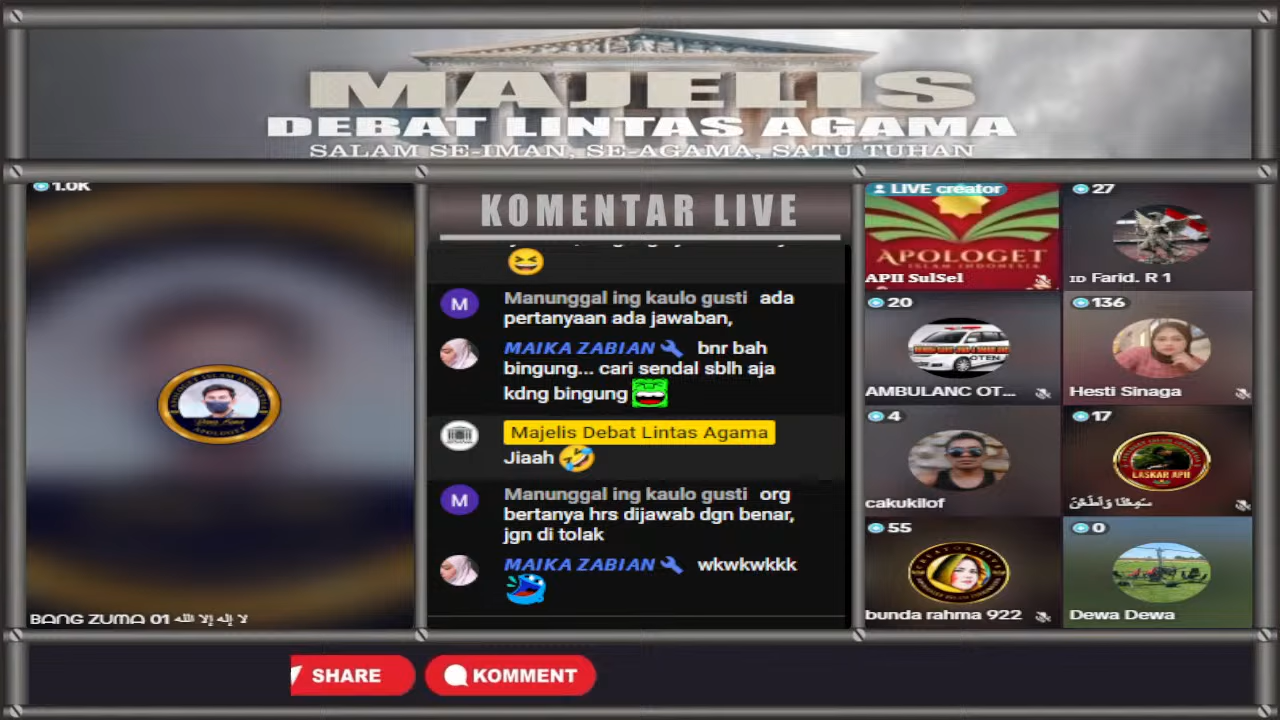 MAJELIS
DEBAT LINTAS AGAMA
SALAM SE-IMAN, SE-AGAMA, SATU TUHAN
1.0K
BANG ZUMA 01 لا إله إلا الله
KOMENTAR LIVE
Manunggal ing kaulo gusti ada
pertanyaan ada jawaban,
MAIKA ZABIAN bnr bah
bingung... cari sendal sblh aja
kdng bingung
Majelis Debat Lintas Agama
Jiaah
Manunggal ing kaulo gusti org
bertanya hrs dijawab dgn benar,
jgn di tolak
MAIKA ZABIAN wkwkwkkk
LIVE creator
APOLOGET
ISLAM INDONESIA
APII SulSel
27
ID Farid. R 1
20
AMBULANC OT...
136
Hesti Sinaga
4
cakukilof
17
LASKAR APII
سَمِعْنَا وَأَطَعْنَ
55
bunda rahma 922
0
Dewa Dewa
SHARE
KOMMENT